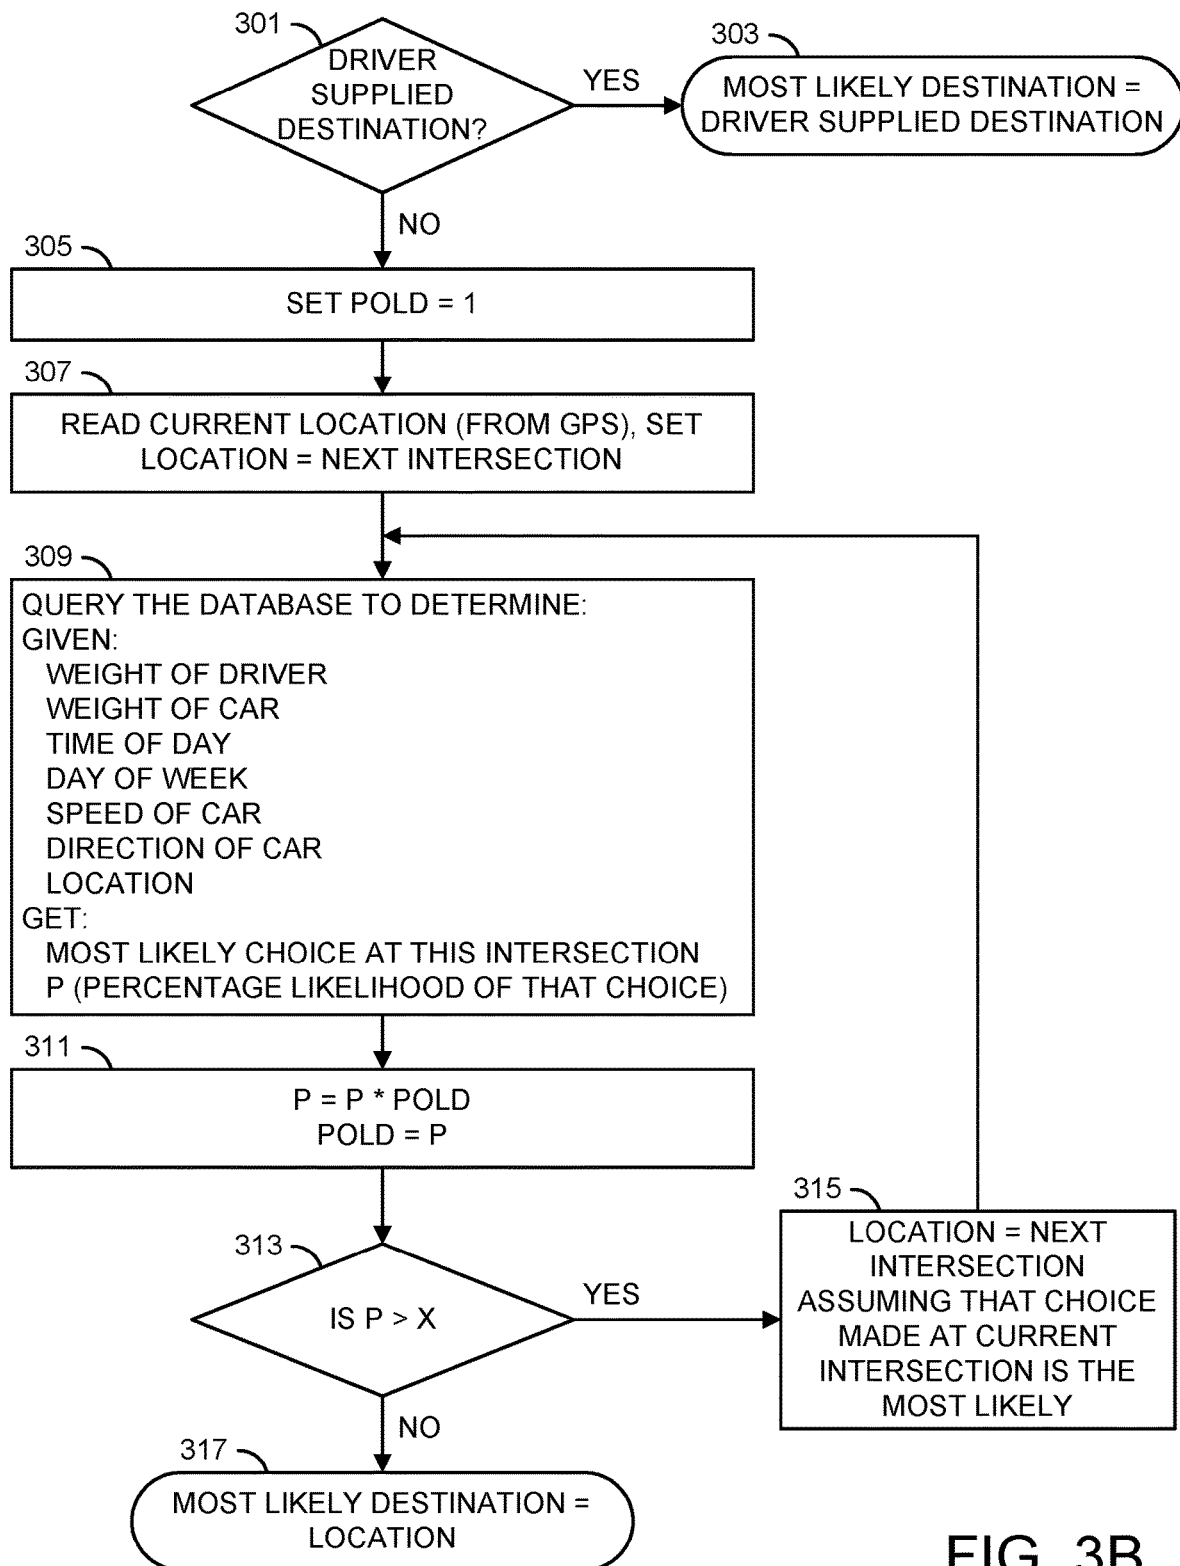 301
DRIVER
SUPPLIED
DESTINATION?
YES
303
MOST LIKELY DESTINATION =
DRIVER SUPPLIED DESTINATION
NO
305
SET POLD = 1
307
READ CURRENT LOCATION (FROM GPS), SET
LOCATION = NEXT INTERSECTION
309
QUERY THE DATABASE TO DETERMINE:
GIVEN:
WEIGHT OF DRIVER
WEIGHT OF CAR
TIME OF DAY
DAY OF WEEK
SPEED OF CAR
DIRECTION OF CAR
LOCATION
GET:
MOST LIKELY CHOICE AT THIS INTERSECTION
P (PERCENTAGE LIKELIHOOD OF THAT CHOICE)
311
P = P * POLD
POLD = P
313
IS P > X
YES
315
LOCATION = NEXT
INTERSECTION
ASSUMING THAT CHOICE
MADE AT CURRENT
INTERSECTION IS THE
MOST LIKELY
NO
317
MOST LIKELY DESTINATION =
LOCATION
FIG. 3B